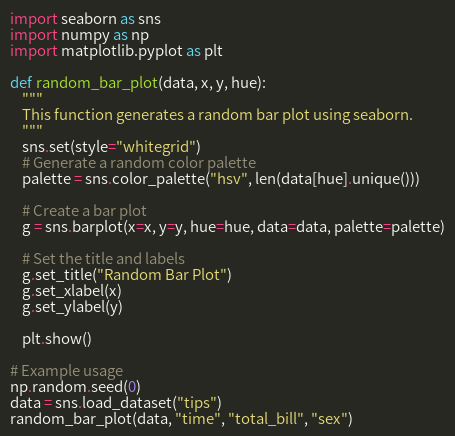 import seaborn as sns
import numpy as np
import matplotlib.pyplot as plt

def random_bar_plot(data, x, y, hue):
    """
    This function generates a random bar plot using seaborn.
    """
    sns.set(style="whitegrid")
    # Generate a random color palette
    palette = sns.color_palette("hsv", len(data[hue].unique()))

    # Create a bar plot
    g = sns.barplot(x=x, y=y, hue=hue, data=data, palette=palette)

    # Set the title and labels
    g.set_title("Random Bar Plot")
    g.set_xlabel(x)
    g.set_ylabel(y)

    plt.show()

# Example usage
np.random.seed(0)
data = sns.load_dataset("tips")
random_bar_plot(data, "time", "total_bill", "sex")